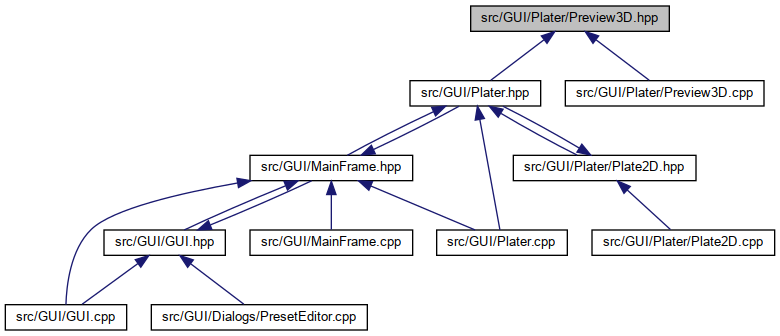 src/GUI/Plater/Preview3D.hpp
src/GUI/Plater.hpp
src/GUI/Plater/Preview3D.cpp
src/GUI/MainFrame.hpp
src/GUI/Plater/Plate2D.hpp
src/GUI/GUI.hpp
src/GUI/MainFrame.cpp
src/GUI/Plater.cpp
src/GUI/Plater/Plate2D.cpp
src/GUI/GUI.cpp
src/GUI/Dialogs/PresetEditor.cpp